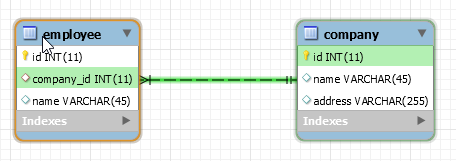 employee
id INT(11)
company_id INT(11)
name VARCHAR(45)
Indexes
company
id INT(11)
name VARCHAR(45)
address VARCHAR(255)
Indexes